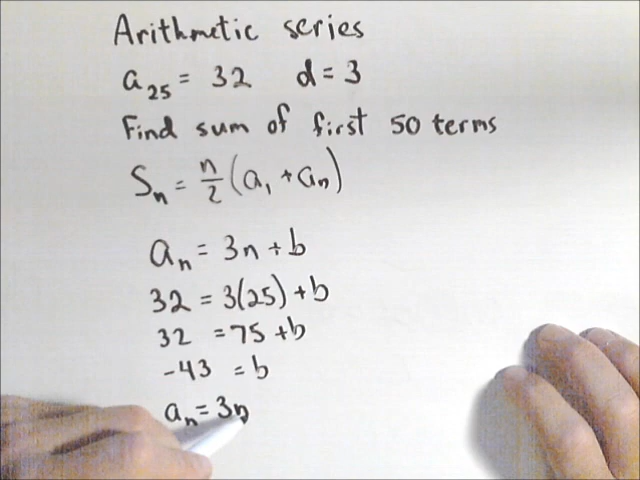 Arithmetic series
a₂₅ = 32 d = 3
Find sum of first 50 terms
Sₙ = n/2 (a₁ + aₙ)
aₙ = 3n + b
32 = 3(25) + b
32 = 75 + b
-43 = b
aₙ = 3n